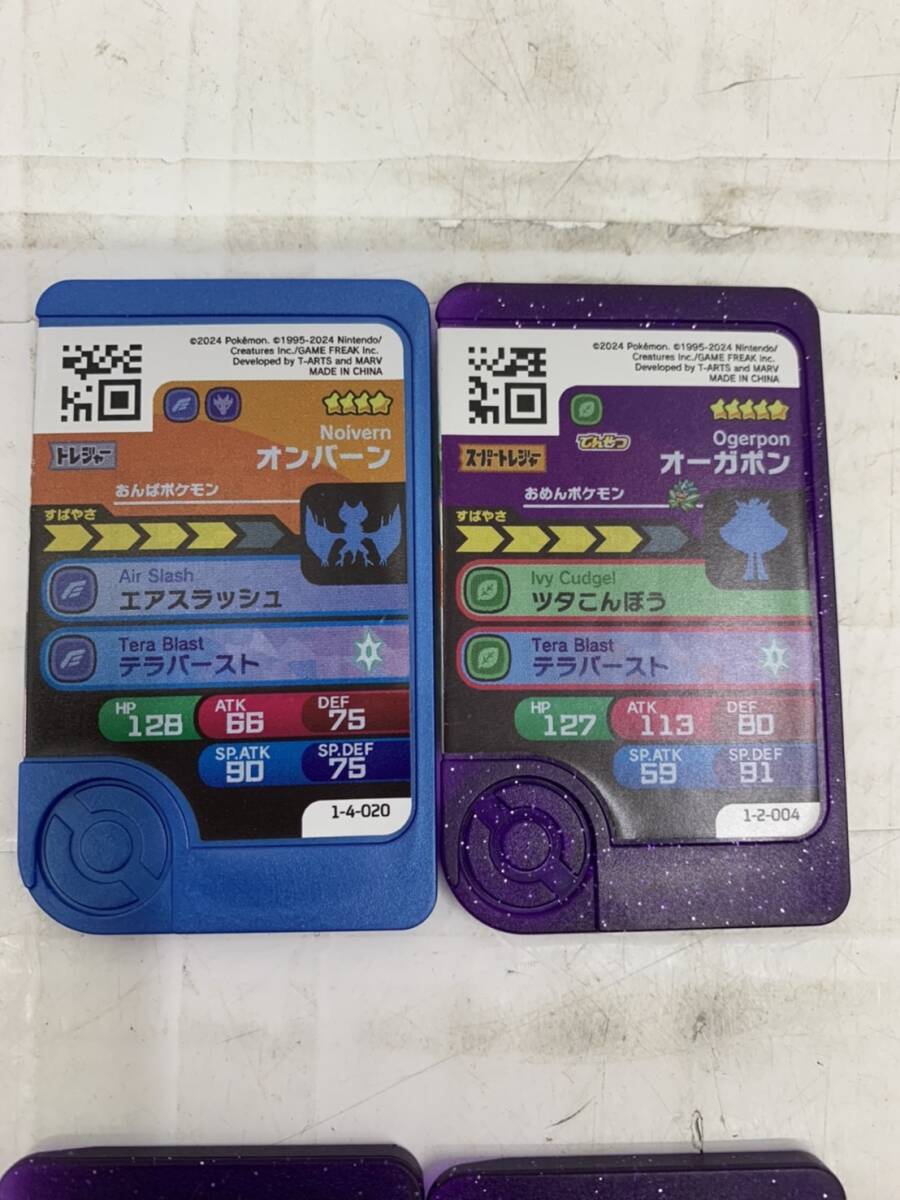 ©2024 Pokémon. ©1995-2024 Nintendo/
Creatures Inc./GAME FREAK Inc.
Developed by T-ARTS and MARV
MADE IN CHINA
トレジャー
Noivern
オンバーン
おんぱポケモン
すばやさ
Air Slash
エアスラッシュ
Tera Blast
テラバースト
HP
128
ATK
66
DEF
75
SP.ATK
90
SP.DEF
75
1-4-020
©2024 Pokémon. ©1995-2024 Nintendo/
Creatures Inc./GAME FREAK Inc.
Developed by T-ARTS and MARV
MADE IN CHINA
スーパートレジャー
でんせつ
Ogerpon
オーガポン
おめんポケモン
すばやさ
Ivy Cudgel
ツタこんぼう
Tera Blast
テラバースト
HP
127
ATK
113
DEF
80
SP.ATK
59
SP.DEF
91
1-2-004